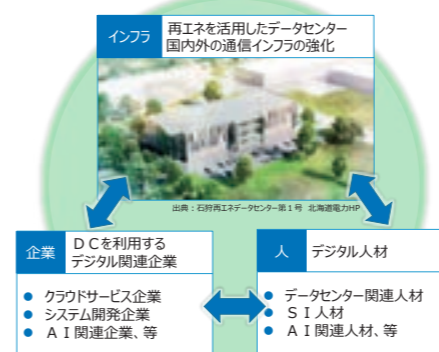 インフラ
再エネを活用したデータセンター
国内外の通信インフラの強化
出典：石狩再エネデータセンター第１号 北海道電力HP
企業
ＤＣを利用する
デジタル関連企業
● クラウドサービス企業
● システム開発企業
● ＡＩ関連企業、等
人
デジタル人材
● データセンター関連人材
● ＳＩ人材
● ＡＩ関連人材、等